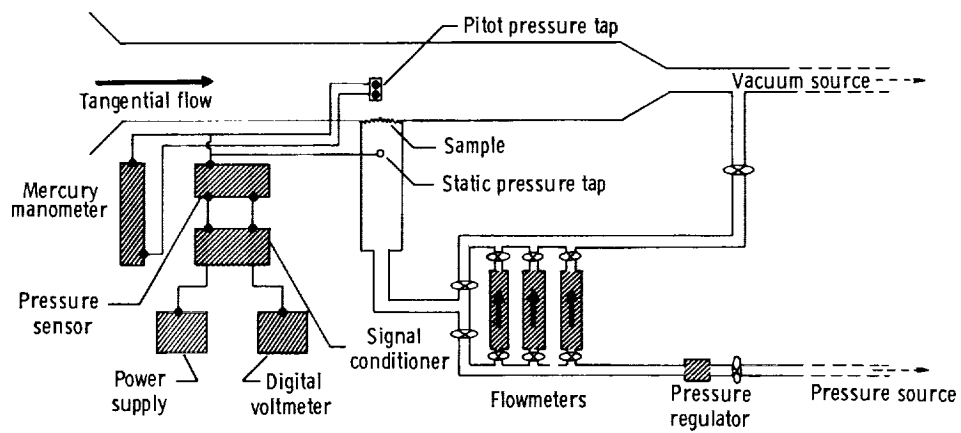 Pitot pressure tap
Vacuum source
Tangential flow
Sample
Static pressure tap
Mercury
manometer
Pressure
sensor
Signal
conditioner
Power
supply
Digital
voltmeter
Flowmeters
Pressure
regulator
Pressure source